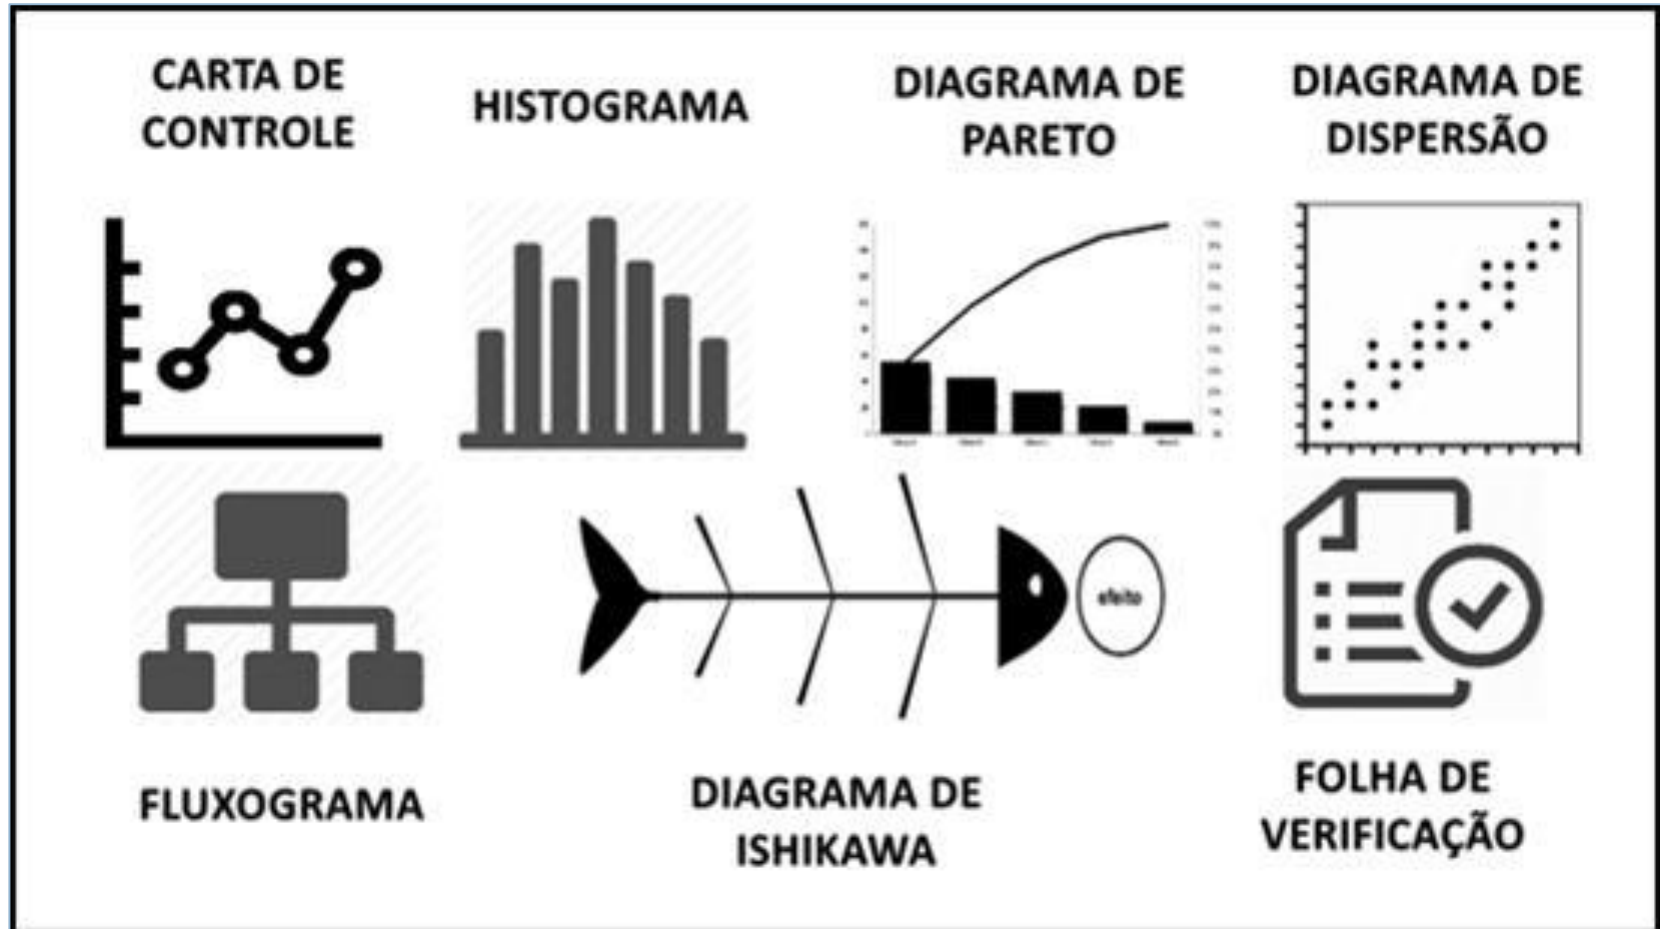 CARTA DE
CONTROLE
HISTOGRAMA
DIAGRAMA DE
PARETO
DIAGRAMA DE
DISPERSÃO
efeito
FLUXOGRAMA
DIAGRAMA DE
ISHIKAWA
FOLHA DE
VERIFICAÇÃO